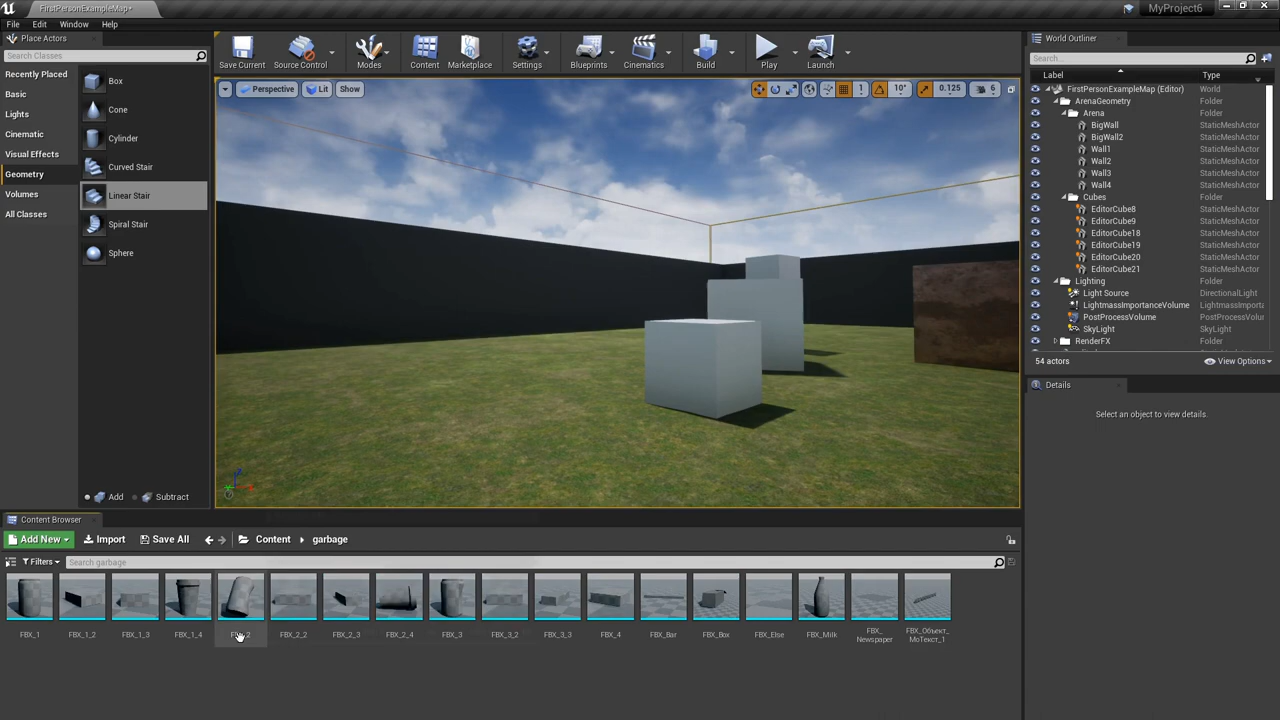 FirstPersonExampleMap•
MyProject6
File Edit Window Help
Place Actors
Search Classes
Recently Placed
Basic
Lights
Cinematic
Visual Effects
Geometry
Volumes
All Classes
Box
Cone
Cylinder
Curved Stair
Linear Stair
Spiral Stair
Sphere
Add Subtract
Save Current Source Control Modes Content Marketplace Settings Blueprints Cinematics Build Play Launch
Perspective Lit Show 1 10° 0.125 6
World Outliner
Search...
Label Type
FirstPersonExampleMap (Editor) World
ArenaGeometry Folder
Arena Folder
BigWall StaticMeshActor
BigWall2 StaticMeshActor
Wall1 StaticMeshActor
Wall2 StaticMeshActor
Wall3 StaticMeshActor
Wall4 StaticMeshActor
Cubes Folder
EditorCube8 StaticMeshActor
EditorCube9 StaticMeshActor
EditorCube18 StaticMeshActor
EditorCube19 StaticMeshActor
EditorCube20 StaticMeshActor
EditorCube21 StaticMeshActor
Lighting Folder
Light Source DirectionalLight
LightmassImportanceVolume LightmassImporta
PostProcessVolume PostProcessVolu
SkyLight SkyLight
RenderFX Folder
54 actors View Options
Details
Select an object to view details.
Content Browser
Add New Import Save All Content garbage
Filters Search garbage
FBX_1 FBX_1_2 FBX_1_3 FBX_1_4 FBX_2_2 FBX_2_3 FBX_2_4 FBX_3 FBX_3_2 FBX_3_3 FBX_4 FBX_Bar FBX_Box FBX_Else FBX_Milk FBX_ FBX_Объект_
Newspaper МоТекст_1